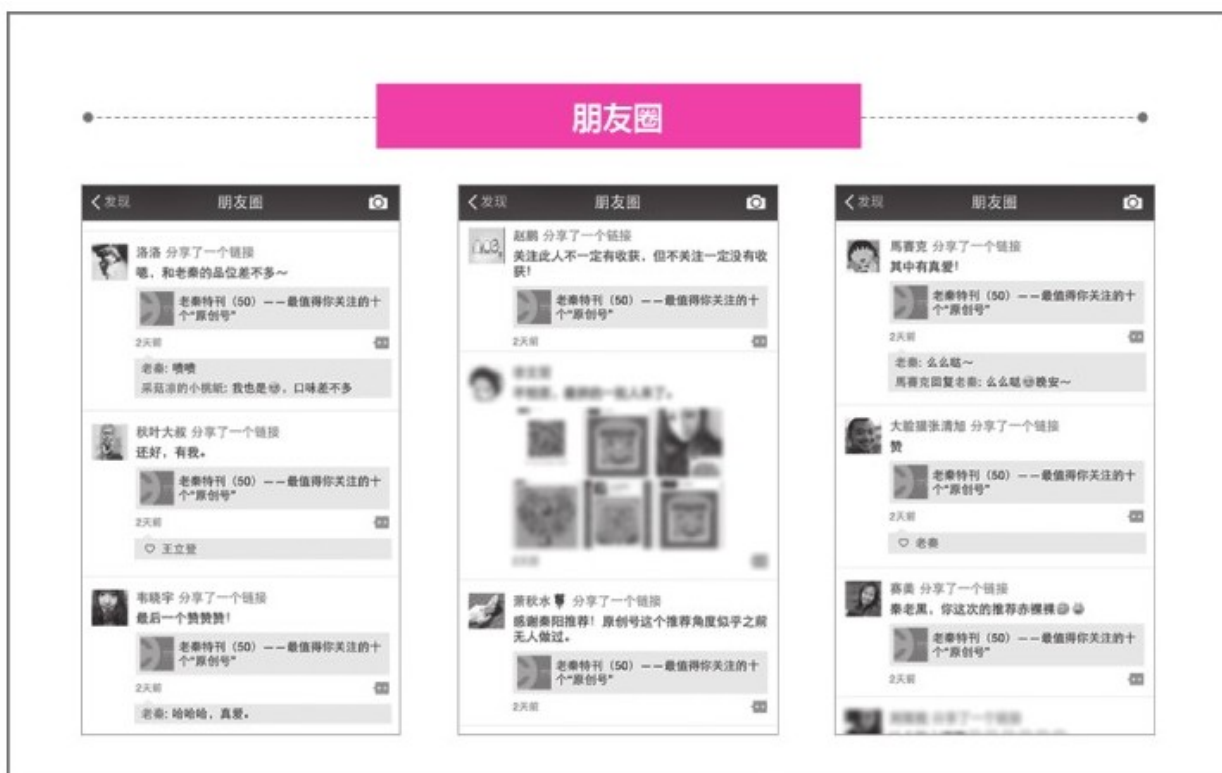 朋友圈
发现 朋友圈
洛洛 分享了一个链接
嗯，和老秦的品位差不多～
老秦特刊（50）——最值得你关注的十
个“原创号”
2天前
老秦: 啧啧
采菇凉的小桃紙: 我也是，口味差不多
秋叶大叔 分享了一个链接
还好，有我。
老秦特刊（50）——最值得你关注的十
个“原创号”
2天前
王立登
韦晓宇 分享了一个链接
最后一个赞赞赞！
老秦特刊（50）——最值得你关注的十
个“原创号”
2天前
老秦: 哈哈哈，真爱。
发现 朋友圈
赵鹏 分享了一个链接
关注此人不一定有收获，但不关注一定没有收
获！
老秦特刊（50）——最值得你关注的十
个“原创号”
2天前
萧秋水 分享了一个链接
感谢秦阳推荐！原创号这个推荐角度似乎之前
无人做过。
老秦特刊（50）——最值得你关注的十
个“原创号”
2天前
发现 朋友圈
馬賽克 分享了一个链接
其中有真爱！
老秦特刊（50）——最值得你关注的十
个“原创号”
2天前
老秦: 么么哒～
馬賽克回复老秦: 么么哒晚安～
大脸猫张清旭 分享了一个链接
赞
老秦特刊（50）——最值得你关注的十
个“原创号”
2天前
老秦
赛美 分享了一个链接
秦老黑，你这次的推荐赤裸裸
老秦特刊（50）——最值得你关注的十
个“原创号”
2天前